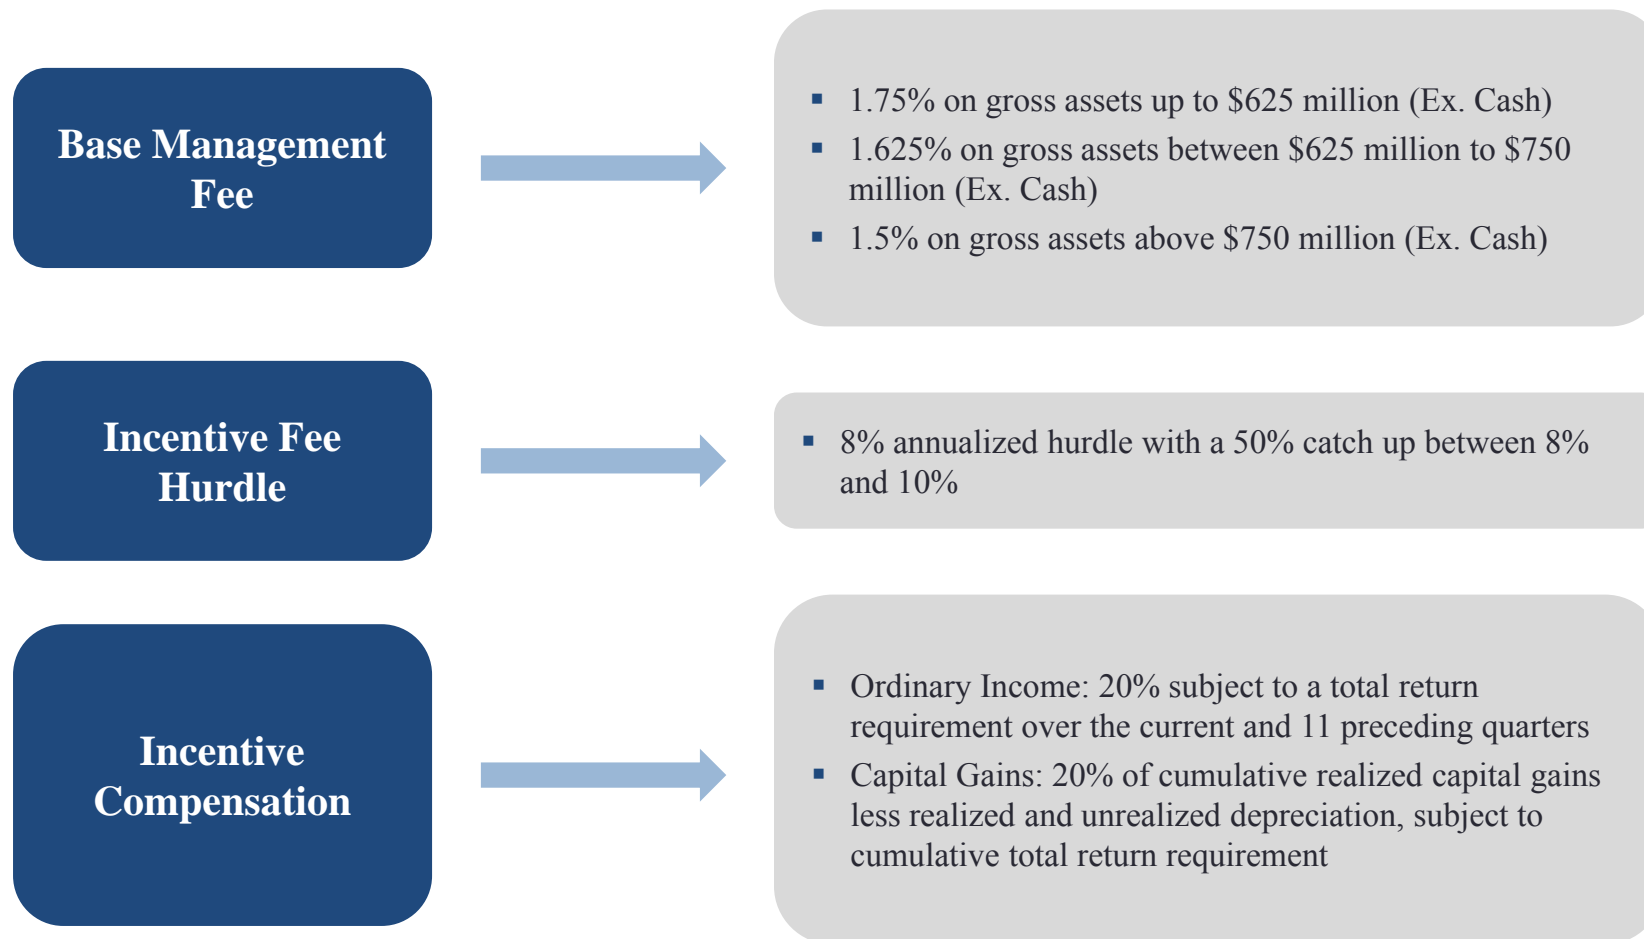 Base Management
Fee
▪ 1.75% on gross assets up to $625 million (Ex. Cash)
▪ 1.625% on gross assets between $625 million to $750
million (Ex. Cash)
▪ 1.5% on gross assets above $750 million (Ex. Cash)
Incentive Fee
Hurdle
▪ 8% annualized hurdle with a 50% catch up between 8%
and 10%
Incentive
Compensation
▪ Ordinary Income: 20% subject to a total return
requirement over the current and 11 preceding quarters
▪ Capital Gains: 20% of cumulative realized capital gains
less realized and unrealized depreciation, subject to
cumulative total return requirement